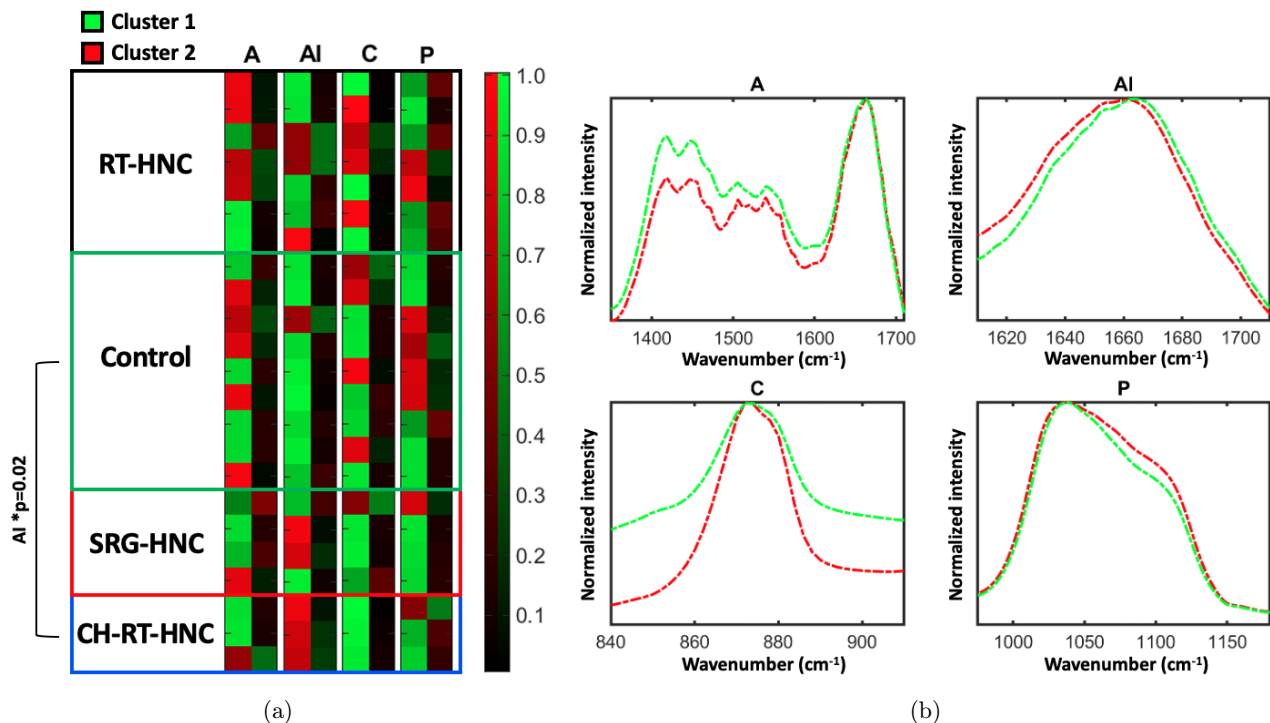 Cluster 1
Cluster 2
A AI C P
RT-HNC
Control
SRG-HNC
CH-RT-HNC
AI *p=0.02
1.0
0.9
0.8
0.7
0.6
0.5
0.4
0.3
0.2
0.1
(a)
A
Normalized intensity
1400 1500 1600 1700
Wavenumber (cm⁻¹)
AI
Normalized intensity
1620 1640 1660 1680 1700
Wavenumber (cm⁻¹)
C
Normalized intensity
840 860 880 900
Wavenumber (cm⁻¹)
P
Normalized intensity
1000 1050 1100 1150
Wavenumber (cm⁻¹)
(b)